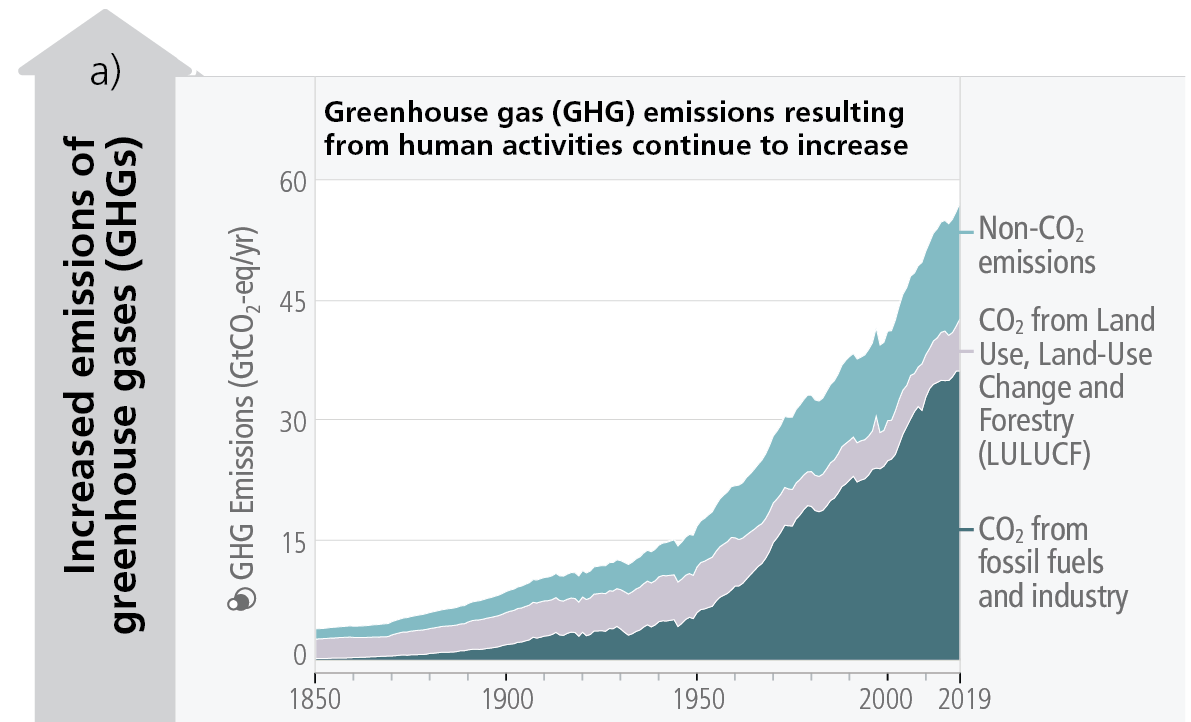 a)
Increased emissions of
greenhouse gases (GHGs)
Greenhouse gas (GHG) emissions resulting
from human activities continue to increase
GHG Emissions (GtCO₂-eq/yr)
60
45
30
15
0
1850
1900
1950
2000
2019
Non-CO₂
emissions
CO₂ from Land
Use, Land-Use
Change and
Forestry
(LULUCF)
CO₂ from
fossil fuels
and industry